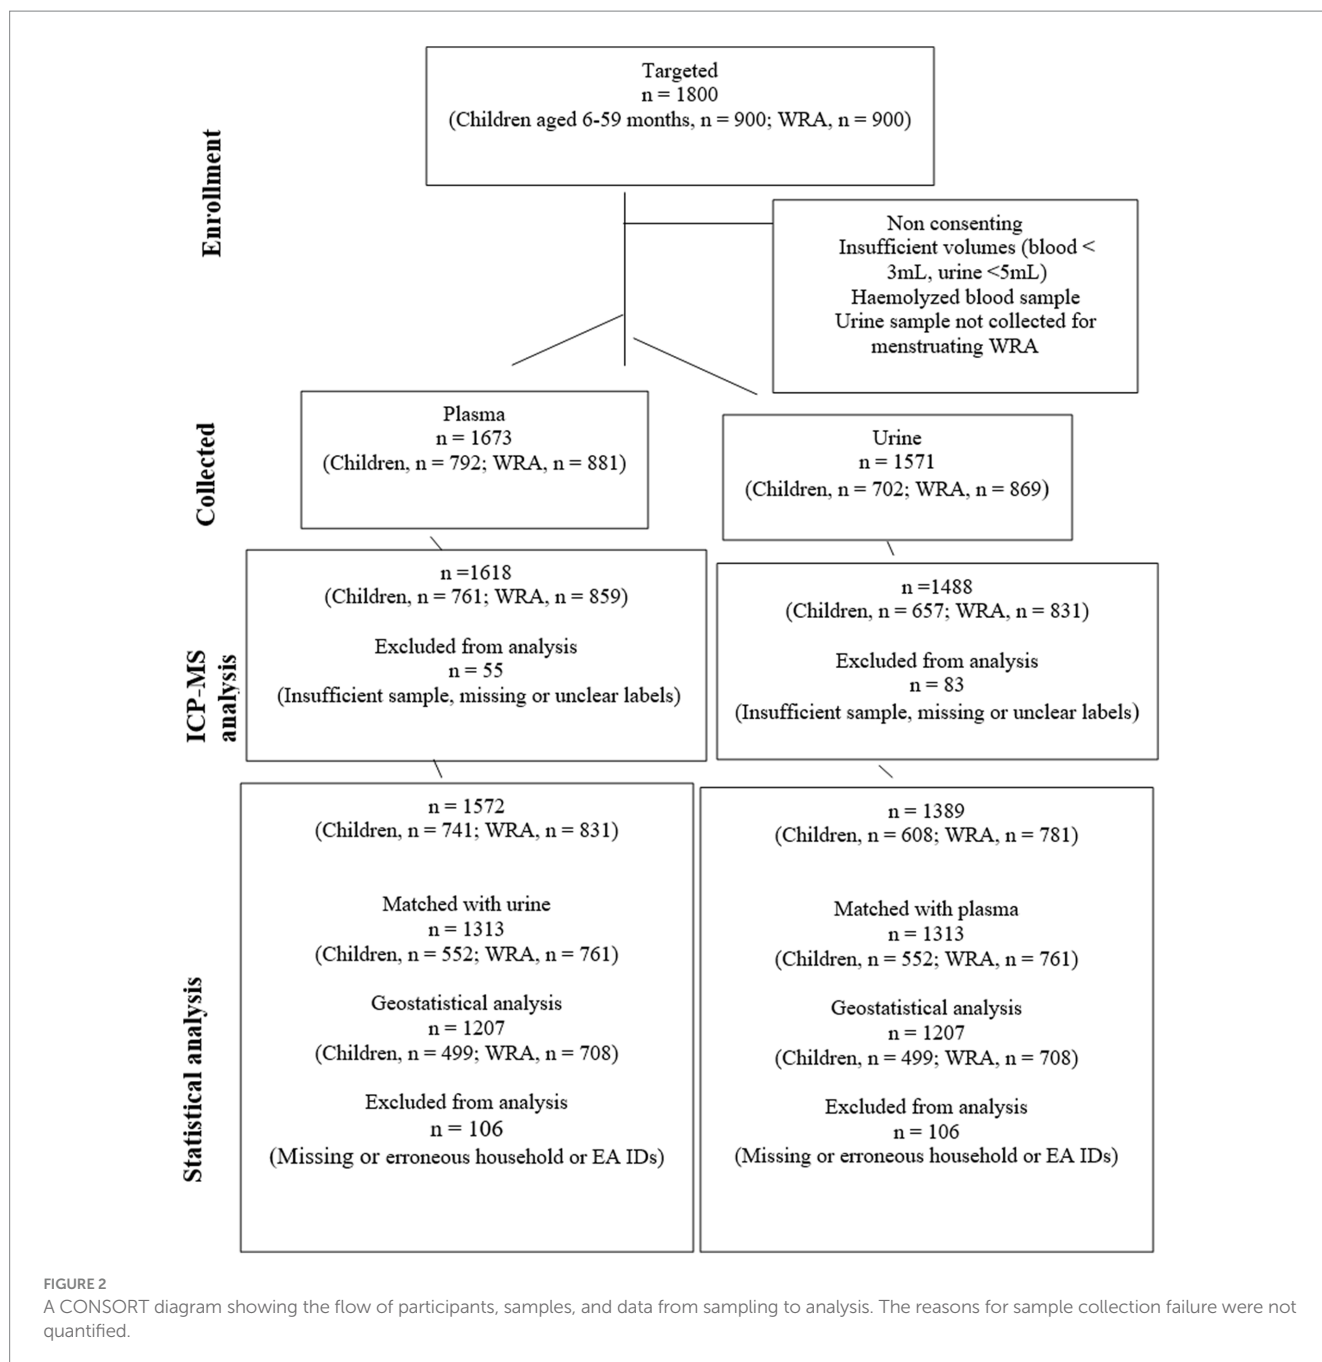 Enrollment
Targeted
n = 1800
(Children aged 6-59 months, n = 900; WRA, n = 900)
Non consenting
Insufficient volumes (blood <
3mL, urine <5mL)
Haemolyzed blood sample
Urine sample not collected for
menstruating WRA
Collected
Plasma
n = 1673
(Children, n = 792; WRA, n = 881)
Urine
n = 1571
(Children, n = 702; WRA, n = 869)
ICP-MS
analysis
n =1618
(Children, n = 761; WRA, n = 859)
Excluded from analysis
n = 55
(Insufficient sample, missing or unclear labels)
n =1488
(Children, n = 657; WRA, n = 831)
Excluded from analysis
n = 83
(Insufficient sample, missing or unclear labels)
Statistical analysis
n = 1572
(Children, n = 741; WRA, n = 831)
Matched with urine
n = 1313
(Children, n = 552; WRA, n = 761)
Geostatistical analysis
n = 1207
(Children, n = 499; WRA, n = 708)
Excluded from analysis
n = 106
(Missing or erroneous household or EA IDs)
n = 1389
(Children, n = 608; WRA, n = 781)
Matched with plasma
n = 1313
(Children, n = 552; WRA, n = 761)
Geostatistical analysis
n = 1207
(Children, n = 499; WRA, n = 708)
Excluded from analysis
n = 106
(Missing or erroneous household or EA IDs)
FIGURE 2
A CONSORT diagram showing the flow of participants, samples, and data from sampling to analysis. The reasons for sample collection failure were not
quantified.